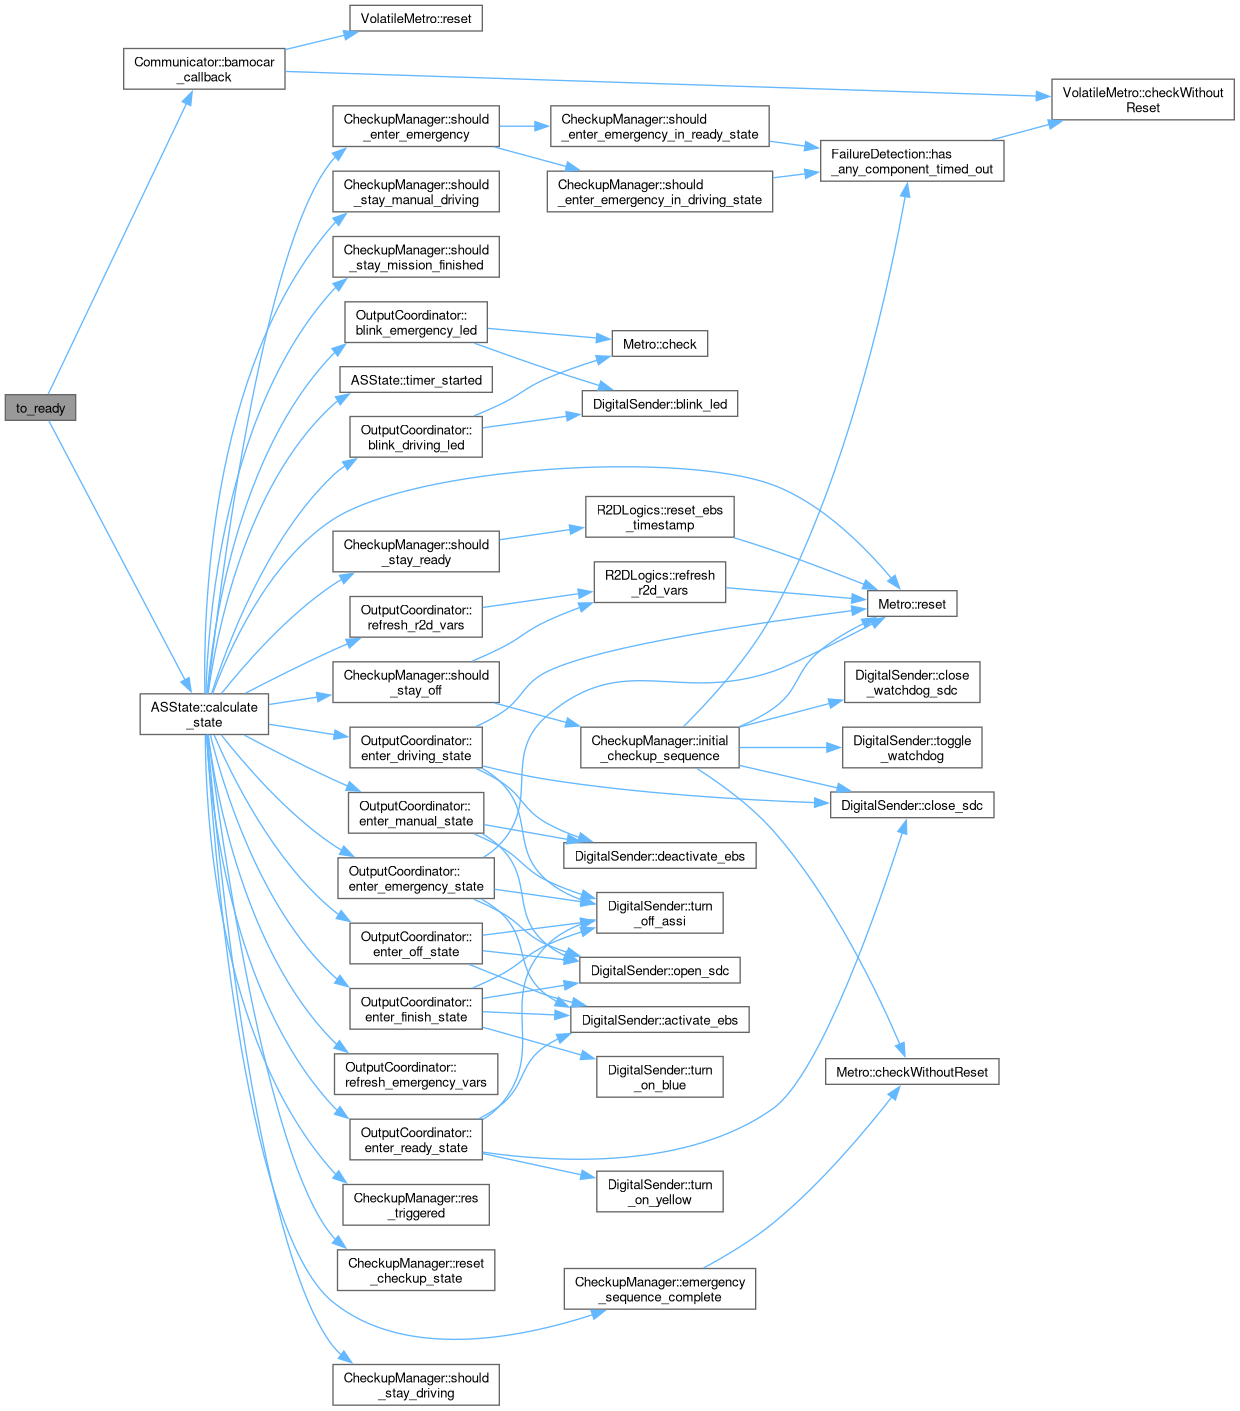 VolatileMetro::reset
Communicator::bamocar
_callback
VolatileMetro::checkWithout
Reset
CheckupManager::should
_enter_emergency
CheckupManager::should
_enter_emergency_in_ready_state
FailureDetection::has
_any_component_timed_out
CheckupManager::should
_stay_manual_driving
CheckupManager::should
_enter_emergency_in_driving_state
CheckupManager::should
_stay_mission_finished
OutputCoordinator::
blink_emergency_led
Metro::check
ASState::timer_started
DigitalSender::blink_led
to_ready
OutputCoordinator::
blink_driving_led
R2DLogics::reset_ebs
_timestamp
CheckupManager::should
_stay_ready
R2DLogics::refresh
_r2d_vars
Metro::reset
OutputCoordinator::
refresh_r2d_vars
CheckupManager::should
_stay_off
DigitalSender::close
_watchdog_sdc
ASState::calculate
_state
OutputCoordinator::
enter_driving_state
CheckupManager::initial
_checkup_sequence
DigitalSender::toggle
_watchdog
OutputCoordinator::
enter_manual_state
DigitalSender::close_sdc
DigitalSender::deactivate_ebs
OutputCoordinator::
enter_emergency_state
DigitalSender::turn
_off_assi
OutputCoordinator::
enter_off_state
DigitalSender::open_sdc
OutputCoordinator::
enter_finish_state
DigitalSender::activate_ebs
OutputCoordinator::
refresh_emergency_vars
DigitalSender::turn
_on_blue
Metro::checkWithoutReset
OutputCoordinator::
enter_ready_state
DigitalSender::turn
_on_yellow
CheckupManager::res
_triggered
CheckupManager::reset
_checkup_state
CheckupManager::emergency
_sequence_complete
CheckupManager::should
_stay_driving